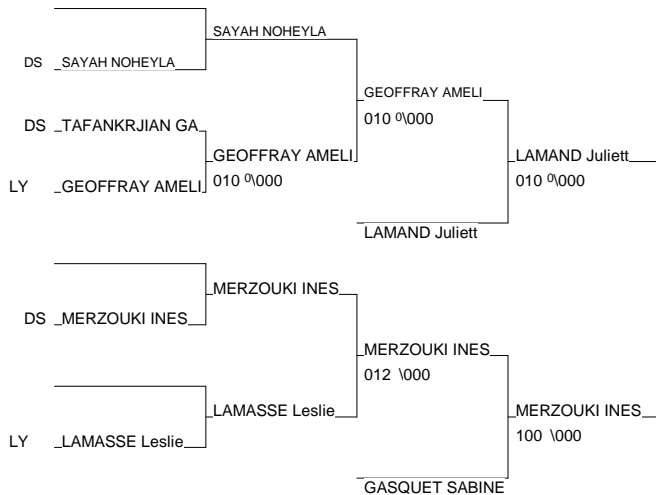 SAYAH NOHEYLA
DS SAYAH NOHEYLA
GEOFFRAY AMELI
010 0\000
DS TAFANKRJIAN GA
GEOFFRAY AMELI
010 0\000
LAMAND Juliett
010 0\000
LY GEOFFRAY AMELI
LAMAND Juliett
MERZOUKI INES
DS MERZOUKI INES
MERZOUKI INES
012 \000
LAMASSE Leslie
MERZOUKI INES
100 \000
LY LAMASSE Leslie
GASQUET SABINE